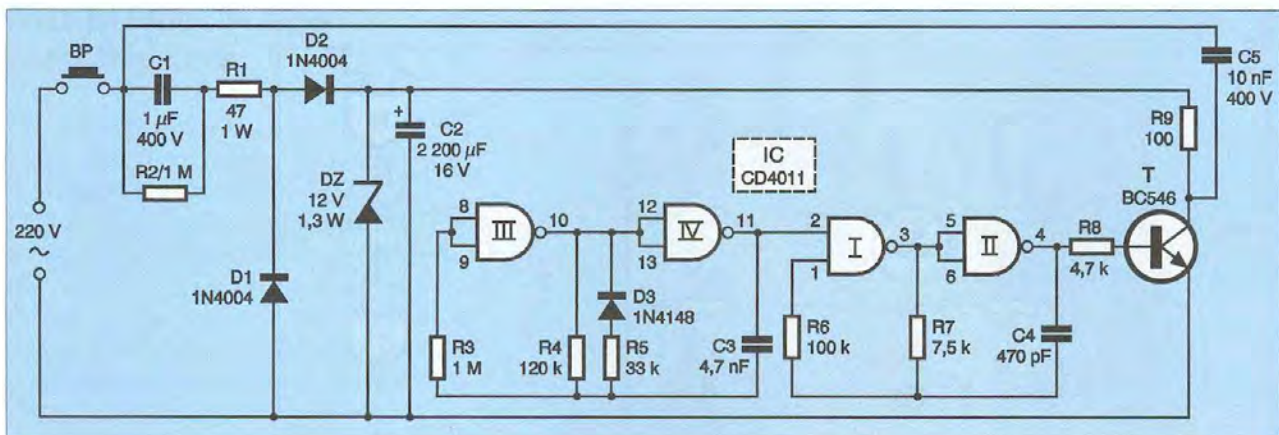 BP
C1
1 µF
400 V
R2/1 M
R1
47
1 W
D2
1N4004
220 V
~
D1
1N4004
DZ
12 V
1,3 W
+
C2
2 200 µF
16 V
IC
CD4011
8
9
III
10
R3
1 M
R4
120 k
D3
1N4148
R5
33 k
12
13
IV
11
C3
4,7 nF
2
1
I
3
R6
100 k
R7
7,5 k
5
6
II
4
C4
470 pF
R8
4,7 k
T
BC546
R9
100
C5
10 nF
400 V